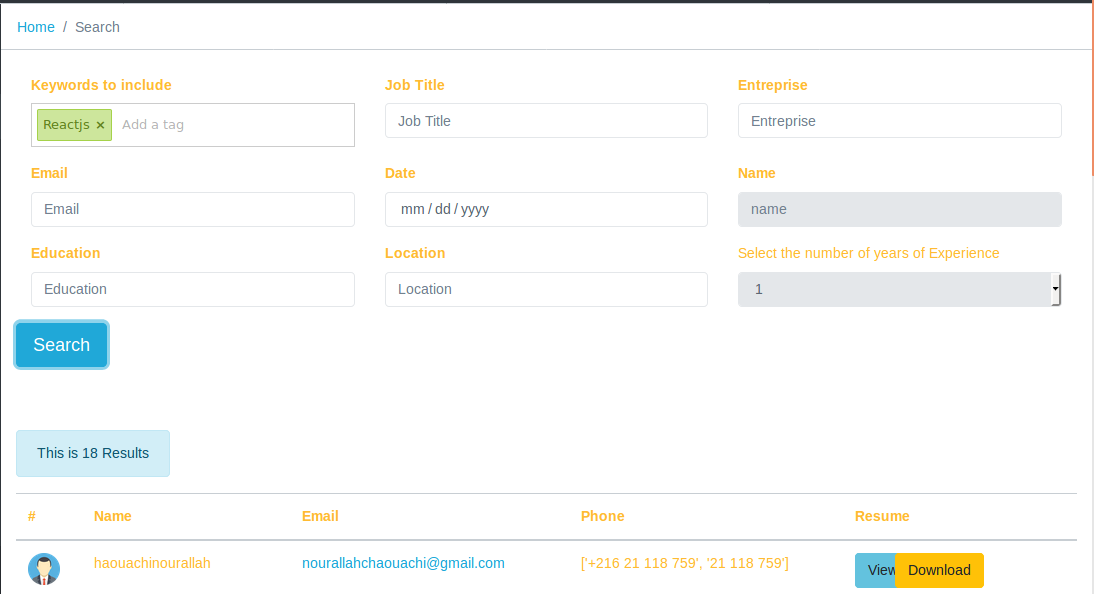 Home / Search
Keywords to include Job Title Entreprise
Reactjs × Add a tag Job Title Entreprise
Email Date Name
Email mm / dd / yyyy name
Education Location Select the number of years of Experience
Education Location 1
Search
This is 18 Results
# Name Email Phone Resume
haouachinourallah nourallahchaouachi@gmail.com ['+216 21 118 759', '21 118 759'] View Download